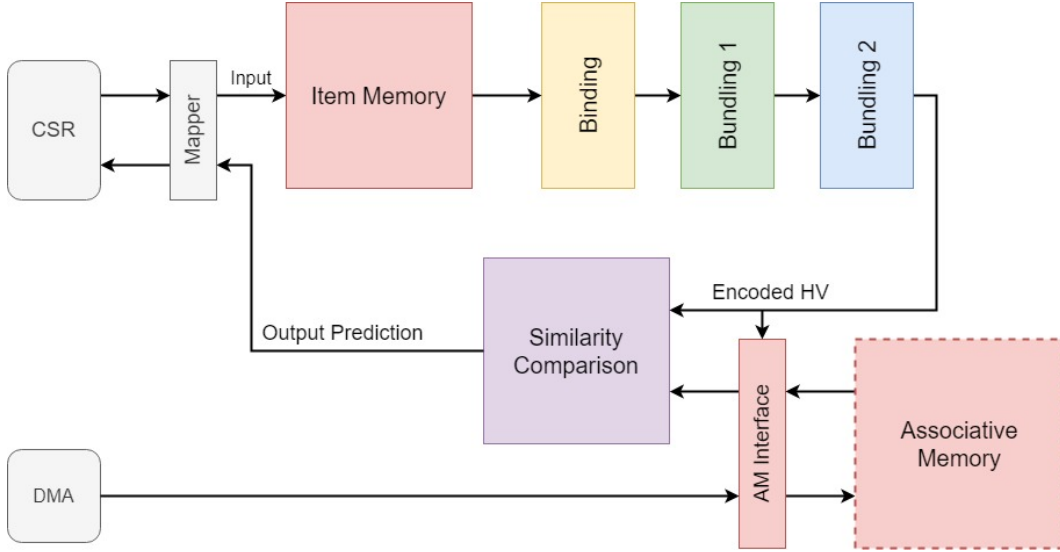 CSR
Mapper
Input
Item Memory
Binding
Bundling 1
Bundling 2
Encoded HV
Output Prediction
Similarity
Comparison
AM Interface
Associative
Memory
DMA